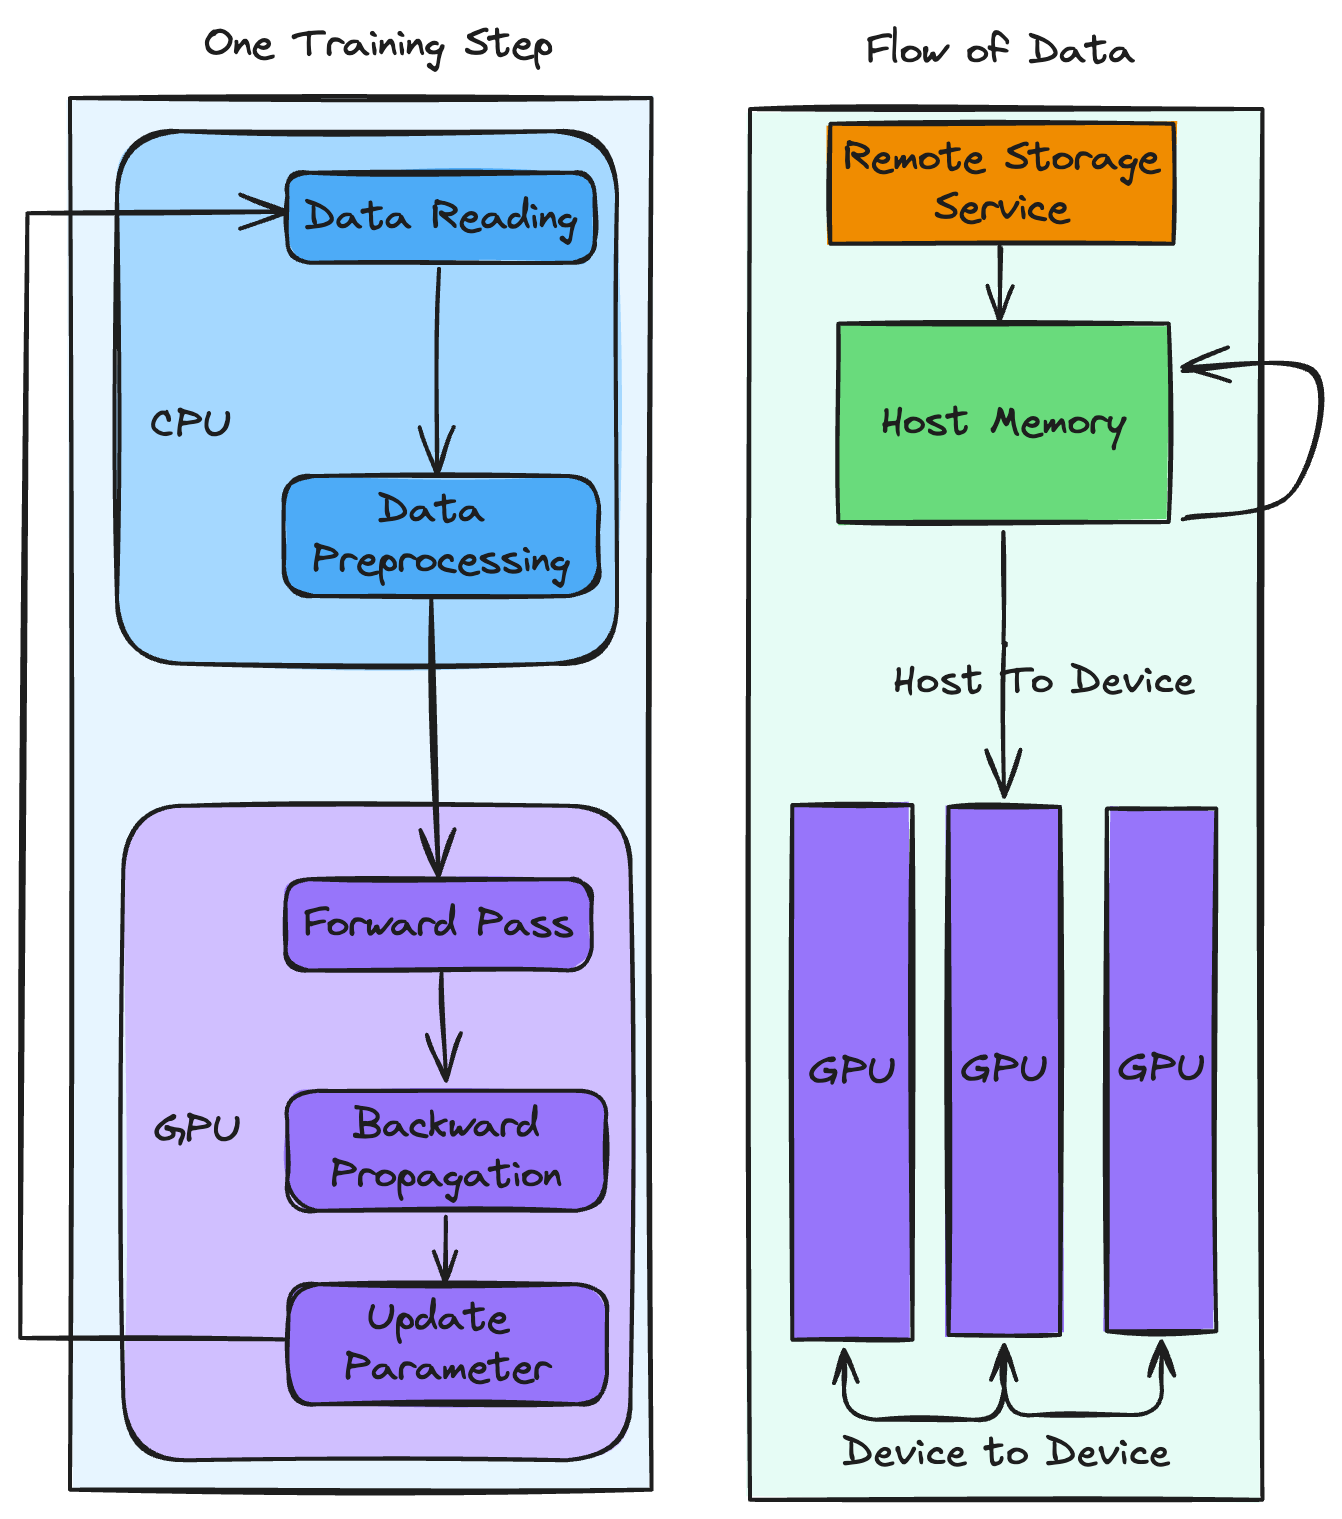 One Training Step
Data Reading
CPU
Data
Preprocessing
Forward Pass
GPU
Backward
Propagation
Update
Parameter
Flow of Data
Remote Storage
Service
Host Memory
Host To Device
GPU
GPU
GPU
Device to Device